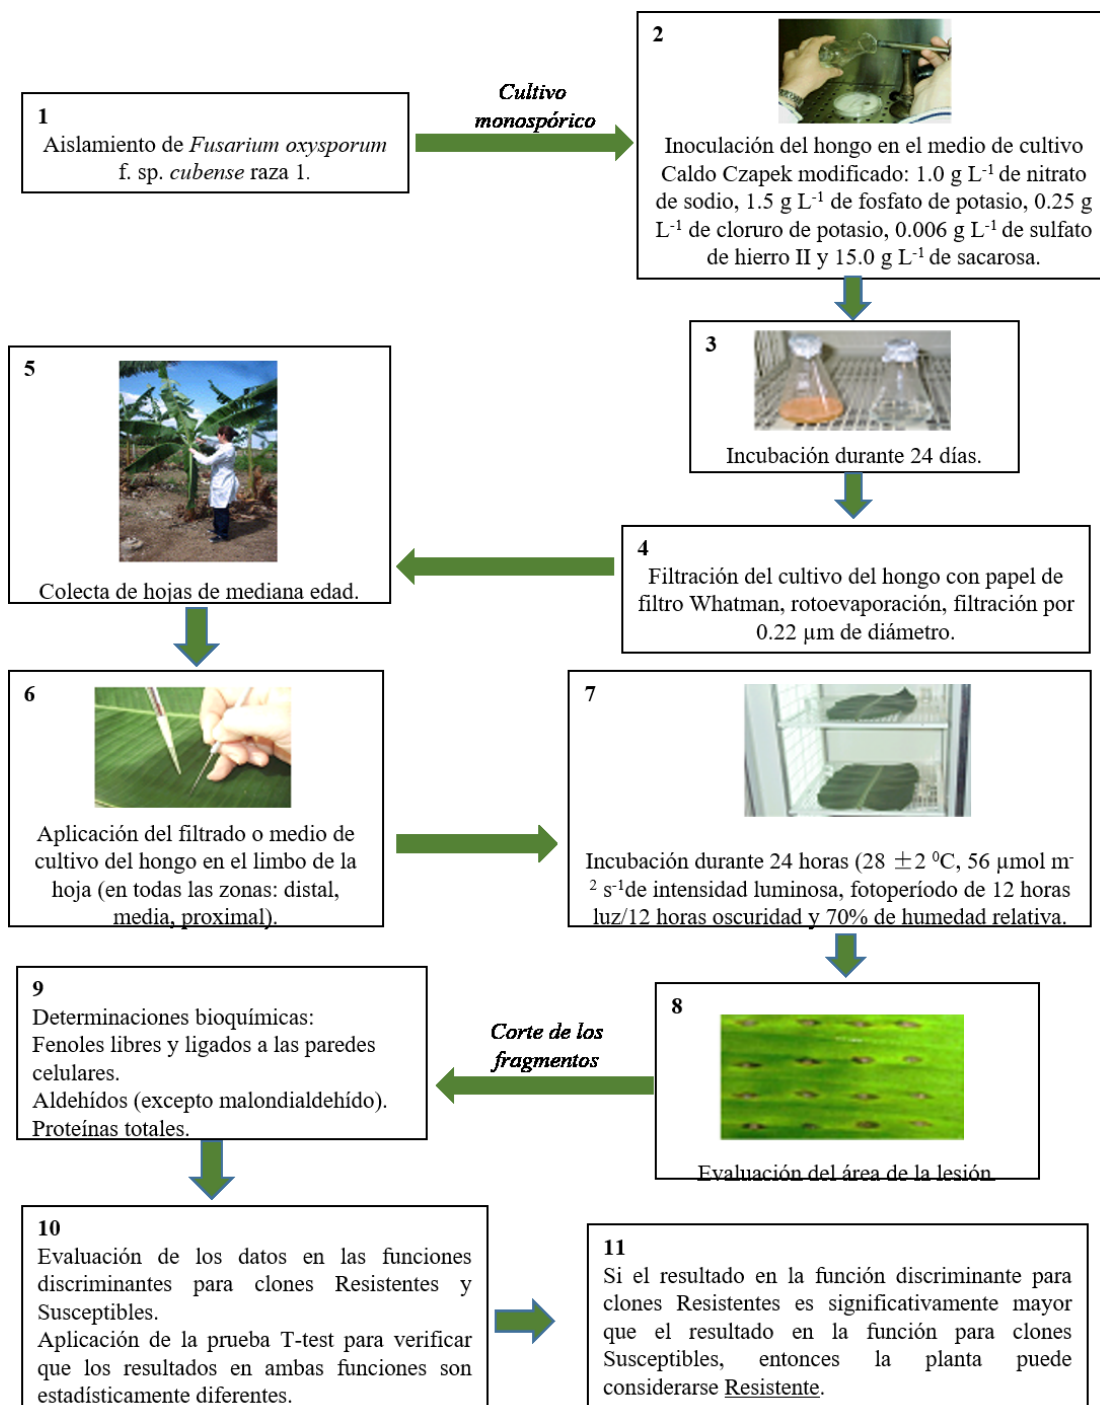 1
Aislamiento de Fusarium oxysporum
f. sp. cubense raza 1.
Cultivo
monospórico
2
Inoculación del hongo en el medio de cultivo
Caldo Czapek modificado: 1.0 g L-1 de nitrato
de sodio, 1.5 g L-1 de fosfato de potasio, 0.25 g
L-1 de cloruro de potasio, 0.006 g L-1 de sulfato
de hierro II y 15.0 g L-1 de sacarosa.
3
Incubación durante 24 días.
4
Filtración del cultivo del hongo con papel de
filtro Whatman, rotoevaporación, filtración por
0.22 µm de diámetro.
5
Colecta de hojas de mediana edad.
6
Aplicación del filtrado o medio de
cultivo del hongo en el limbo de la
hoja (en todas las zonas: distal,
media, proximal).
7
Incubación durante 24 horas (28 ±2 ⁰C, 56 µmol m-
2 s-1de intensidad luminosa, fotoperíodo de 12 horas
luz/12 horas oscuridad y 70% de humedad relativa.
8
Evaluación del área de la lesión
Corte de los
fragmentos
9
Determinaciones bioquímicas:
Fenoles libres y ligados a las paredes
celulares.
Aldehídos (excepto malondialdehído).
Proteínas totales.
10
Evaluación de los datos en las funciones
discriminantes para clones Resistentes y
Susceptibles.
Aplicación de la prueba T-test para verificar
que los resultados en ambas funciones son
estadísticamente diferentes.
11
Si el resultado en la función discriminante para
clones Resistentes es significativamente mayor
que el resultado en la función para clones
Susceptibles, entonces la planta puede
considerarse Resistente.